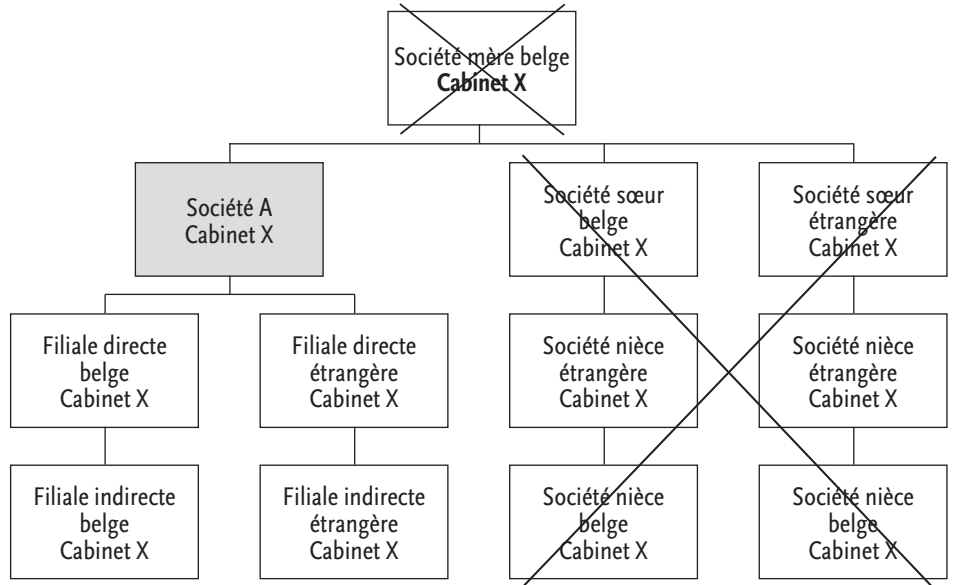 Société mère belge
Cabinet X
Société A
Cabinet X
Société sœur
belge
Cabinet X
Société sœur
étrangère
Cabinet X
Filiale directe
belge
Cabinet X
Filiale directe
étrangère
Cabinet X
Société nièce
étrangère
Cabinet X
Société nièce
étrangère
Cabinet X
Filiale indirecte
belge
Cabinet X
Filiale indirecte
étrangère
Cabinet X
Société nièce
belge
Cabinet X
Société nièce
belge
Cabinet X